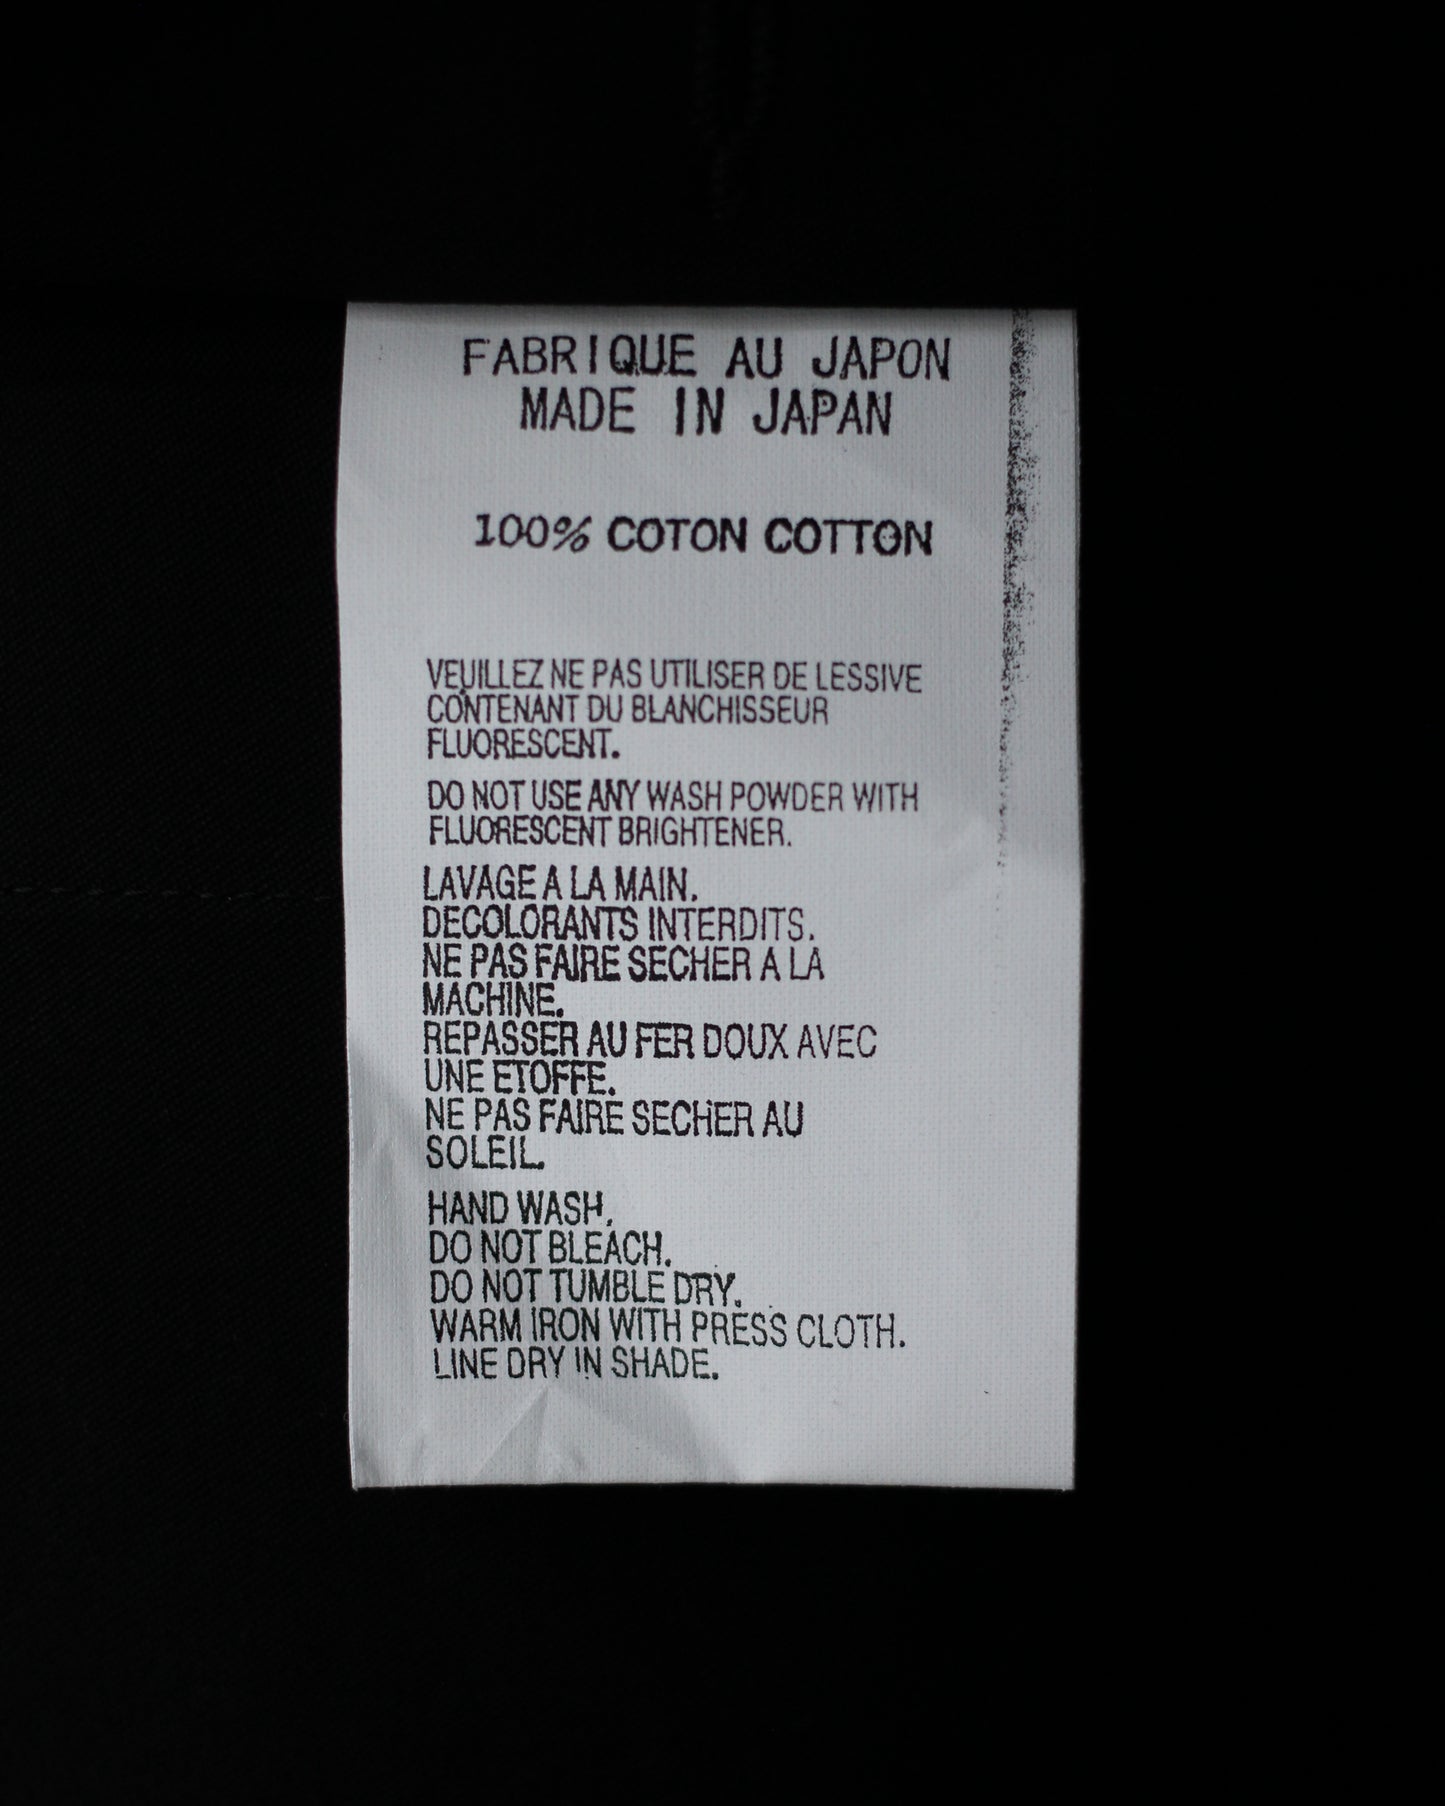 FABRIQUE AU JAPON
MADE IN JAPAN
100% COTON COTTON
VEUILLEZ NE PAS UTILISER DE LESSIVE
CONTENANT DU BLANCHISSEUR
FLUORESCENT.
DO NOT USE ANY WASH POWDER WITH
FLUORESCENT BRIGHTENER.
LAVAGE A LA MAIN.
DECOLORANTS INTERDITS.
NE PAS FAIRE SECHER A LA
MACHINE.
REPASSER AU FER DOUX AVEC
UNE ETOFFE.
NE PAS FAIRE SECHER AU
SOLEIL.
HAND WASH.
DO NOT BLEACH.
DO NOT TUMBLE DRY.
WARM IRON WITH PRESS CLOTH.
LINE DRY IN SHADE.